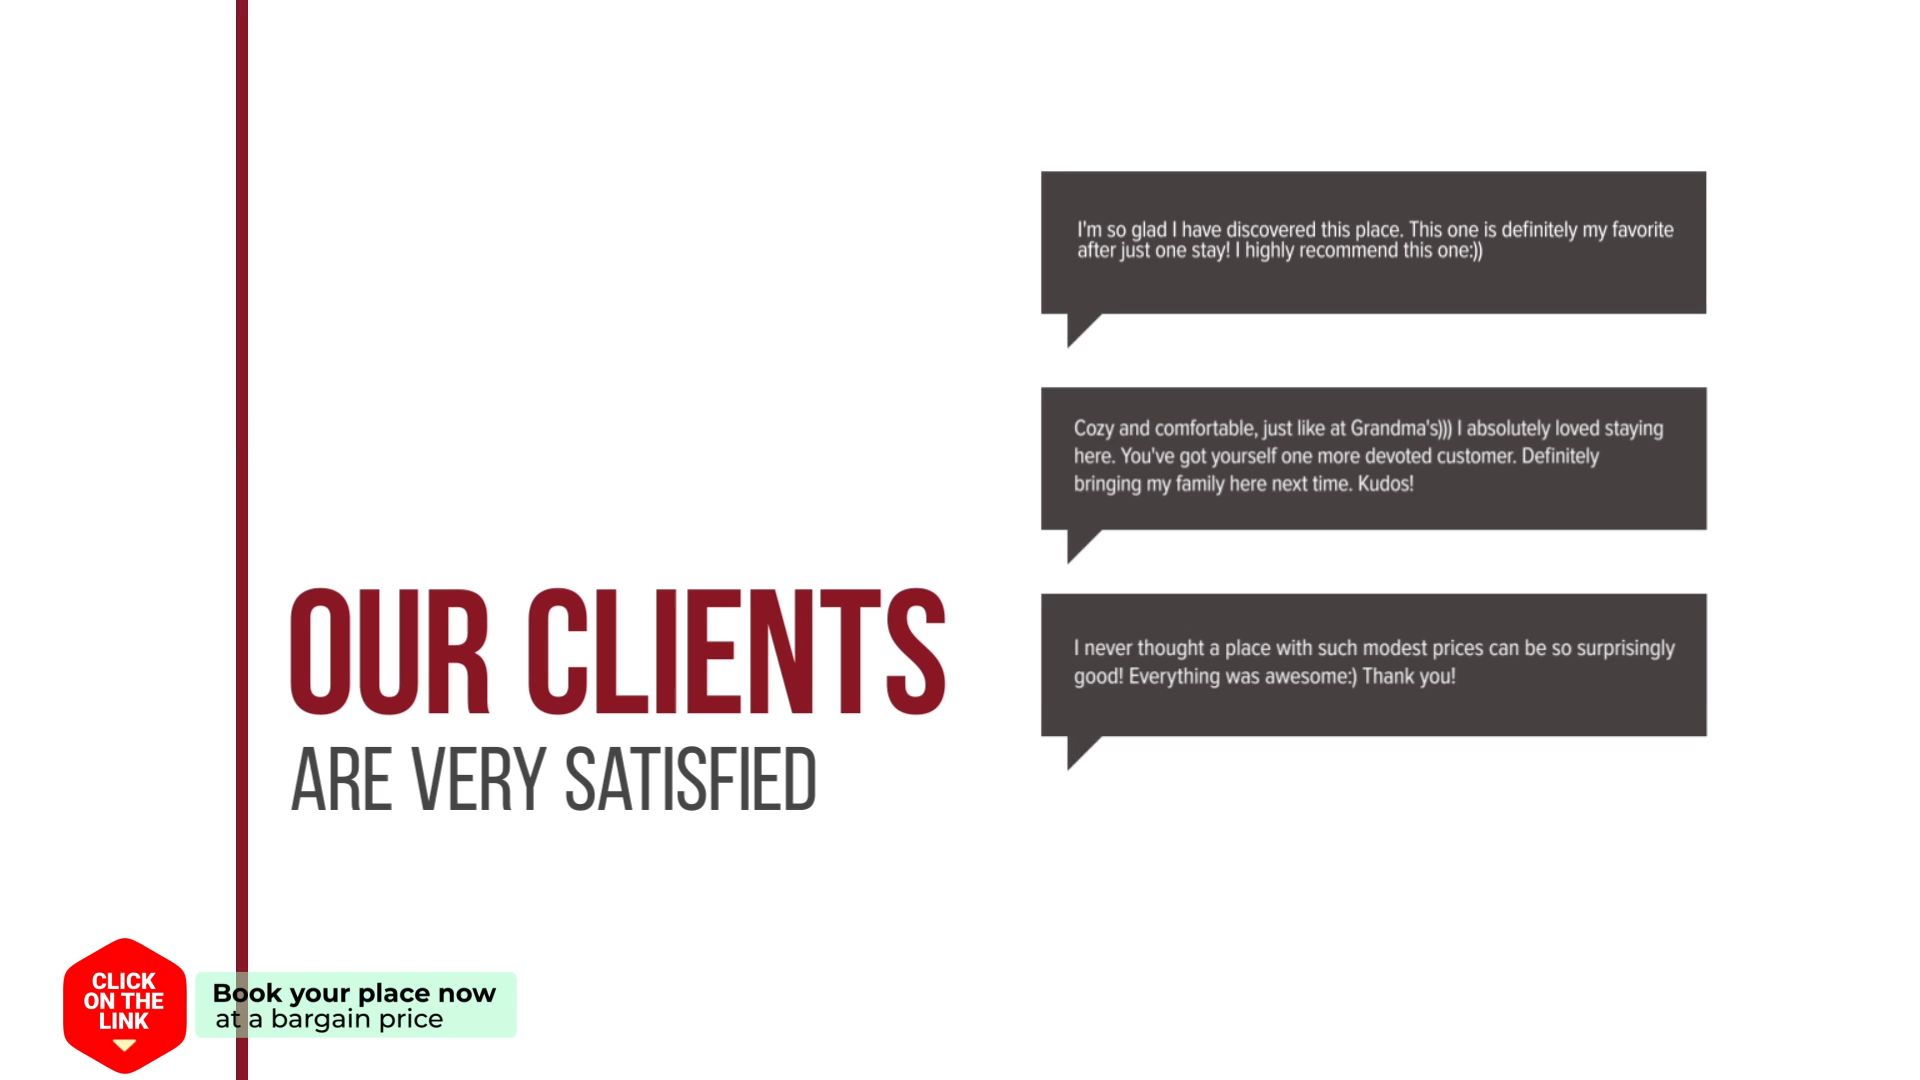 I'm so glad I have discovered this place. This one is definitely my favorite
after just one stay! I highly recommend this one:))
Cozy and comfortable, just like at Grandma's))) I absolutely loved staying
here. You've got yourself one more devoted customer. Definitely
bringing my family here next time. Kudos!
I never thought a place with such modest prices can be so surprisingly
good! Everything was awesome:) Thank you!
OUR CLIENTS
ARE VERY SATISFIED
CLICK
ON THE
LINK
Book your place now
at a bargain price